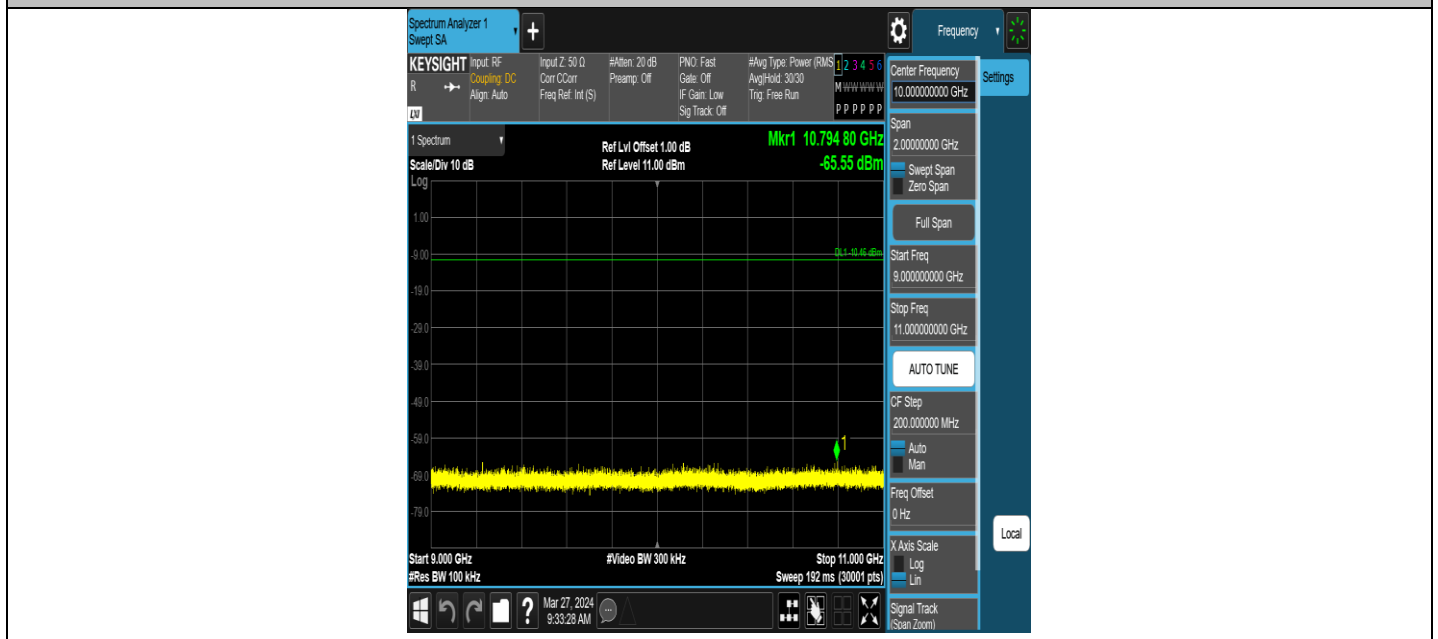 Spectrum Analyzer 1
Swept SA
+
Frequency
KEYSIGHT
R
LXI
Input: RF
Coupling: DC
Align: Auto
Input Z: 50 Ω
Corr CCorr
Freq Ref: Int (S)
#Atten: 20 dB
Preamp: Off
PNO: Fast
Gate: Off
IF Gain: Low
Sig Track: Off
#Avg Type: Power (RMS
Avg|Hold: 30/30
Trig: Free Run
1 2 3 4 5 6
M W W W W W
P P P P P P
1 Spectrum
Scale/Div 10 dB
Log
Ref Lvl Offset 1.00 dB
Ref Level 11.00 dBm
Mkr1 10.794 80 GHz
-65.55 dBm
1.00
-9.00
-19.0
-29.0
-39.0
-49.0
-59.0
-69.0
-79.0
DL1 -10.46 dBm
1
Start 9.000 GHz
#Res BW 100 kHz
#Video BW 300 kHz
Stop 11.000 GHz
Sweep 192 ms (30001 pts)
Center Frequency
10.000000000 GHz
Settings
Span
2.00000000 GHz
Swept Span
Zero Span
Full Span
Start Freq
9.000000000 GHz
Stop Freq
11.000000000 GHz
AUTO TUNE
CF Step
200.000000 MHz
Auto
Man
Freq Offset
0 Hz
X Axis Scale
Log
Lin
Signal Track
(Span Zoom)
Local
?
Mar 27, 2024
9:33:28 AM